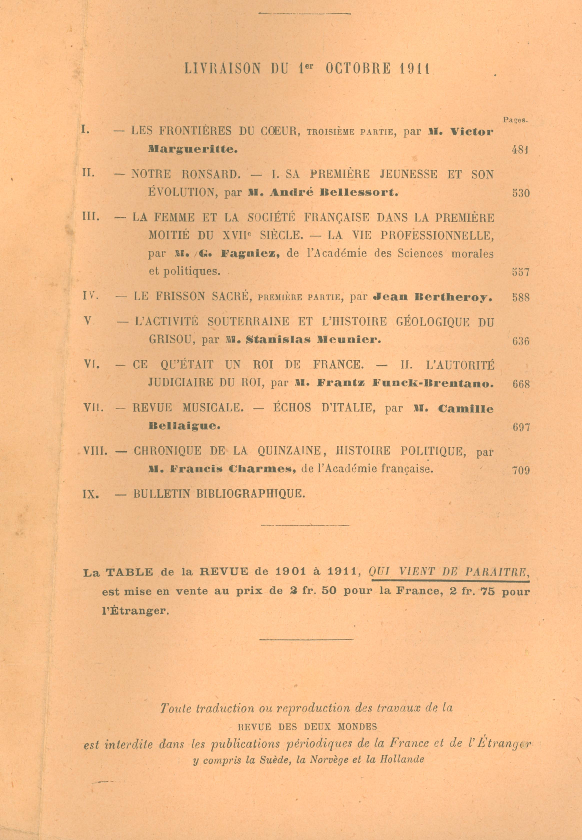 LIVRAISON DU 1er OCTOBRE 1911
Pages.
I. — LES FRONTIÈRES DU CŒUR, TROISIÈME PARTIE, par M. Victor
Margueritte. 481
II. — NOTRE RONSARD. — I. SA PREMIÈRE JEUNESSE ET SON
ÉVOLUTION, par M. André Bellessort. 530
III. — LA FEMME ET LA SOCIÉTÉ FRANÇAISE DANS LA PREMIÈRE
MOITIÉ DU XVIIe SIÈCLE. — LA VIE PROFESSIONNELLE,
par M. G. Fagniez, de l'Académie des Sciences morales
et politiques. 557
IV. — LE FRISSON SACRÉ, PREMIÈRE PARTIE, par Jean Bertheroy. 588
V — L'ACTIVITÉ SOUTERRAINE ET L'HISTOIRE GÉOLOGIQUE DU
GRISOU, par M. Stanislas Meunier. 636
VI. — CE QU'ÉTAIT UN ROI DE FRANCE. — II. L'AUTORITÉ
JUDICIAIRE DU ROI, par M. Frantz Funck-Brentano. 668
VII. — REVUE MUSICALE. — ÉCHOS D'ITALIE, par M. Camille
Bellaigue. 697
VIII. — CHRONIQUE DE LA QUINZAINE, HISTOIRE POLITIQUE, par
M. Francis Charmes, de l'Académie française. 709
IX. — BULLETIN BIBLIOGRAPHIQUE.
La TABLE de la REVUE de 1901 à 1911, QUI VIENT DE PARAITRE,
est mise en vente au prix de 2 fr. 50 pour la France, 2 fr. 75 pour
l'Étranger.
Toute traduction ou reproduction des travaux de la
REVUE DES DEUX MONDES
est interdite dans les publications périodiques de la France et de l'Étranger
y compris la Suède, la Norvège et la Hollande